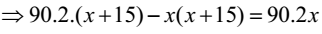 ⇒ 90.2.(x+15) − x(x+15) = 90.2x